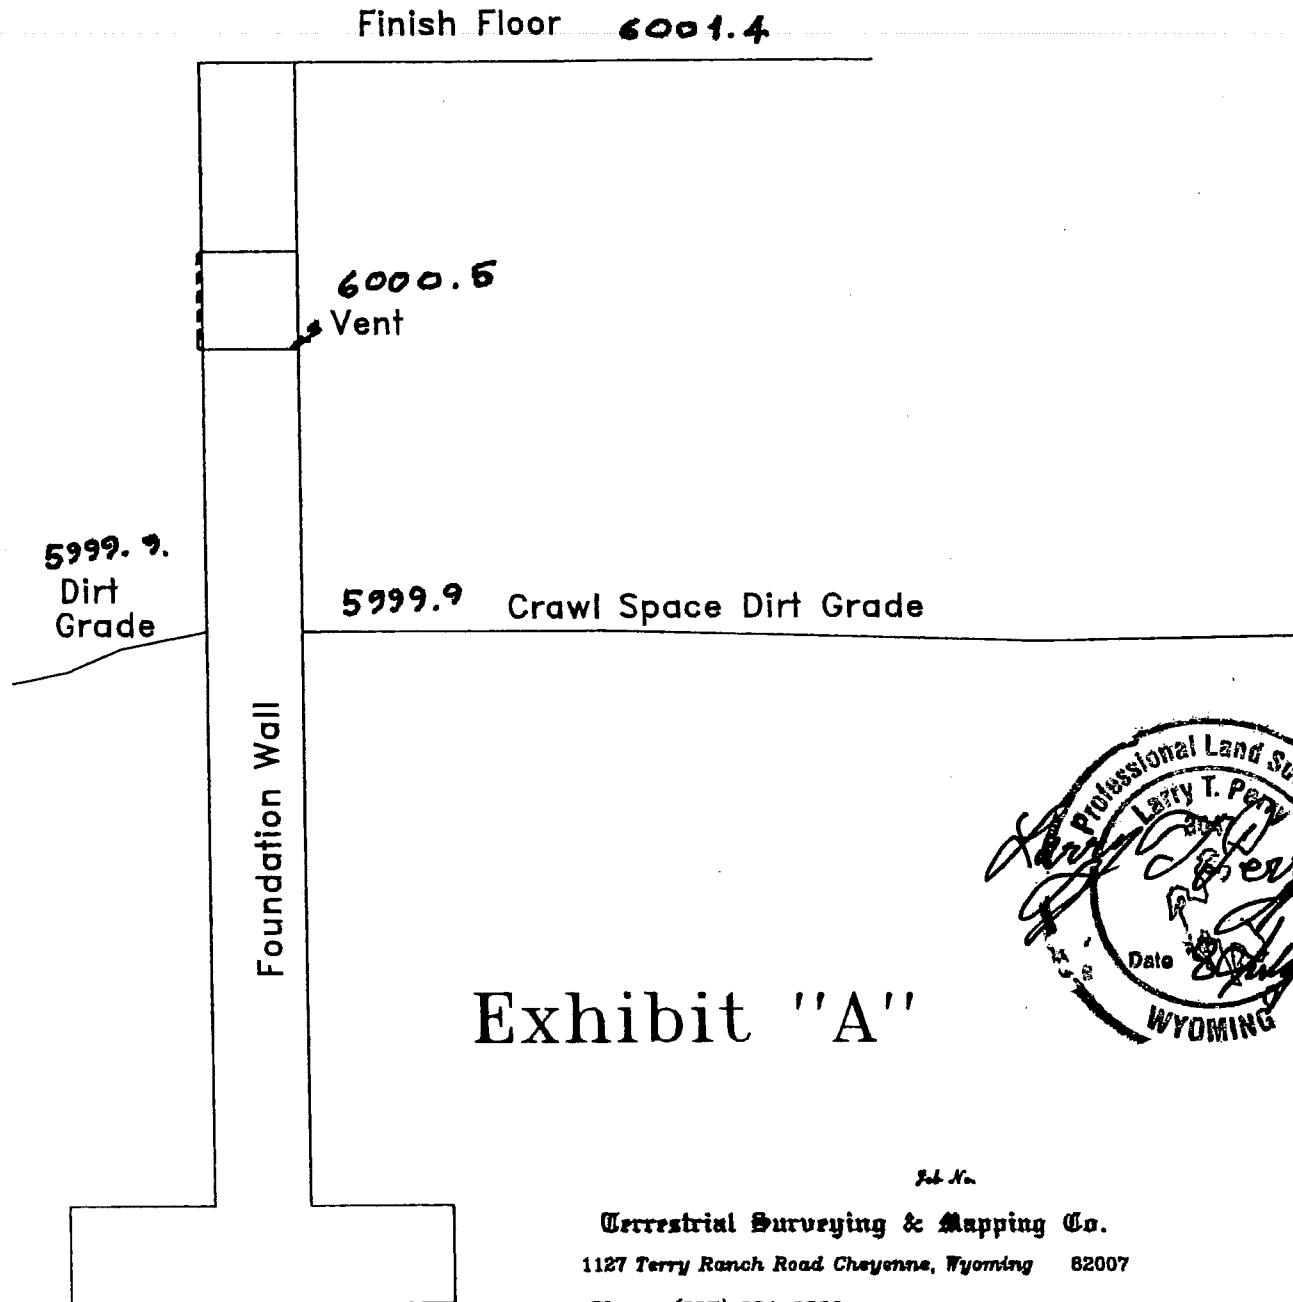 Finish Floor 6001.4
6000.5
Vent
5999.9.
Dirt
Grade
5999.9 Crawl Space Dirt Grade
Foundation Wall
Professional Land
Larry T. Perry
Date
WYOMING
Exhibit "A"
Job No.
Terrestrial Surveying & Mapping Co.
1127 Terry Ranch Road Cheyenne, Wyoming 82007